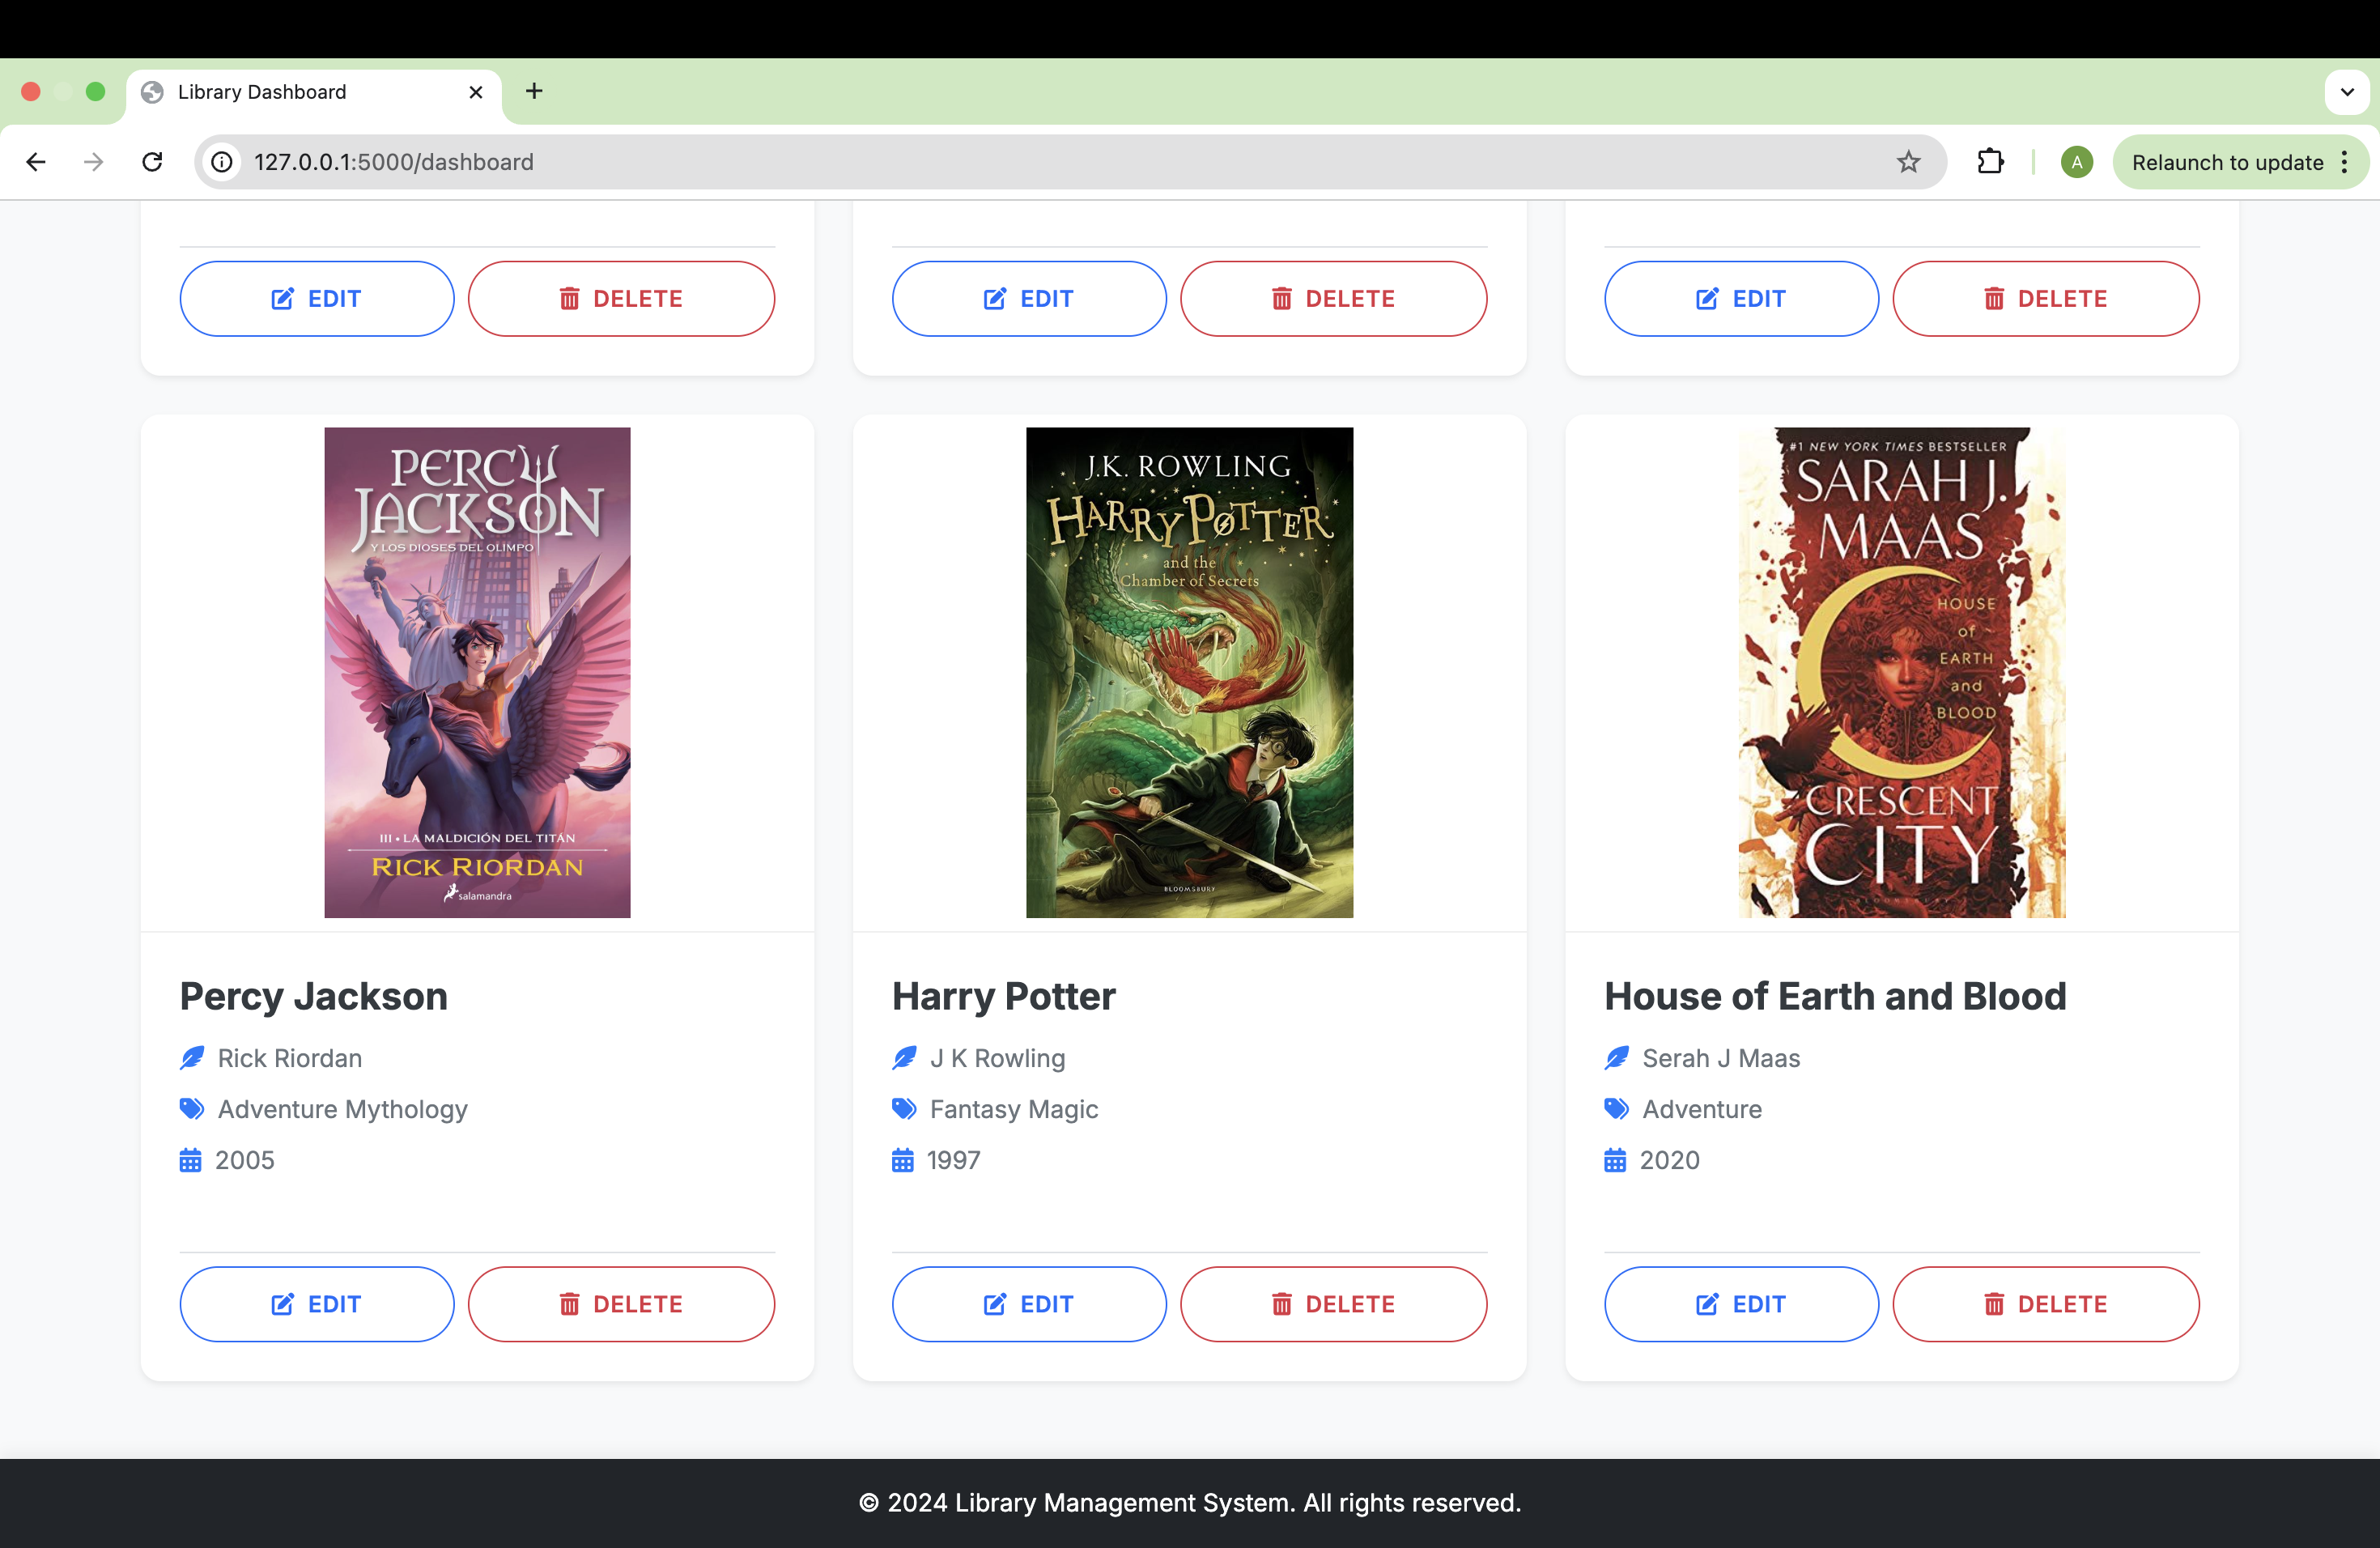 Library Dashboard
127.0.0.1:5000/dashboard
A
Relaunch to update
EDIT DELETE EDIT DELETE EDIT DELETE
PERCY
JACKSON
Y LOS DIOSES DEL OLIMPO
III • LA MALDICIÓN DEL TITÁN
RICK RIORDAN
salamandra
J.K. ROWLING
HARRY POTTER
and the
Chamber of Secrets
BLOOMSBURY
#1 NEW YORK TIMES BESTSELLER
SARAH J.
MAAS
HOUSE
of
EARTH
and
BLOOD
CRESCENT
CITY
Percy Jackson
Rick Riordan
Adventure Mythology
2005
EDIT DELETE
Harry Potter
J K Rowling
Fantasy Magic
1997
EDIT DELETE
House of Earth and Blood
Serah J Maas
Adventure
2020
EDIT DELETE
© 2024 Library Management System. All rights reserved.